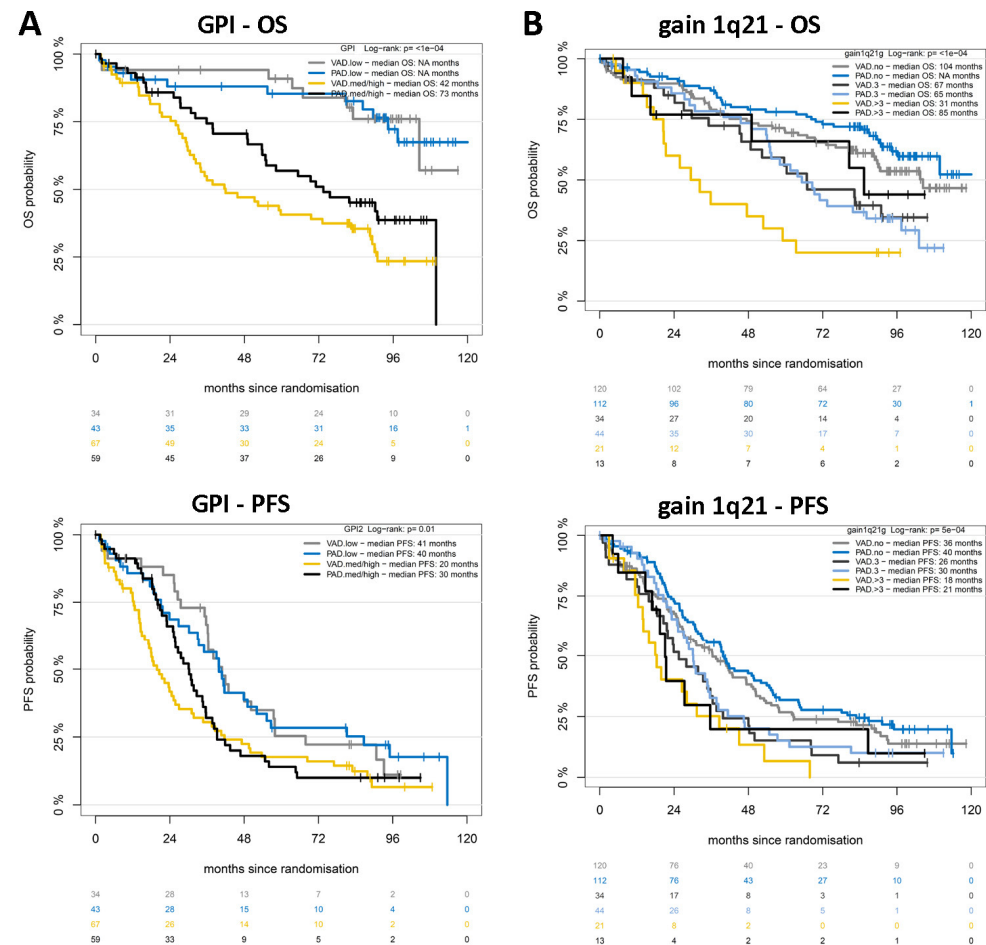 A
GPI - OS
GPI Log-rank: p= <1e-04
VAD.low - median OS: NA months
PAD.low - median OS: NA months
VAD.med/high - median OS: 42 months
PAD.med/high - median OS: 73 months
100 %
75 %
50 %
25 %
0 %
OS probability
0 24 48 72 96 120
months since randomisation
34 31 29 24 10 0
43 35 33 31 16 1
67 49 30 24 5 0
59 45 37 26 9 0
B
gain 1q21 - OS
gain1q21g Log-rank: p= <1e-04
VAD.no - median OS: 104 months
PAD.no - median OS: NA months
VAD.3 - median OS: 67 months
PAD.3 - median OS: 65 months
VAD.>3 - median OS: 31 months
PAD.>3 - median OS: 85 months
100 %
75 %
50 %
25 %
0 %
OS probability
0 24 48 72 96 120
months since randomisation
120 102 79 64 27 0
112 96 80 72 30 1
34 27 20 14 4 0
44 35 30 17 7 0
21 12 7 4 1 0
13 8 7 6 2 0
GPI - PFS
GPI2 Log-rank: p= 0.01
VAD.low - median PFS: 41 months
PAD.low - median PFS: 40 months
VAD.med/high - median PFS: 20 months
PAD.med/high - median PFS: 30 months
100 %
75 %
50 %
25 %
0 %
PFS probability
0 24 48 72 96 120
months since randomisation
34 28 13 7 2 0
43 28 15 10 4 0
67 26 14 10 2 0
59 33 9 5 2 0
gain 1q21 - PFS
gain1q21g Log-rank: p= 5e-04
VAD.no - median PFS: 36 months
PAD.no - median PFS: 40 months
VAD.3 - median PFS: 26 months
PAD.3 - median PFS: 30 months
VAD.>3 - median PFS: 18 months
PAD.>3 - median PFS: 21 months
100 %
75 %
50 %
25 %
0 %
PFS probability
0 24 48 72 96 120
months since randomisation
120 76 40 23 9 0
112 76 43 27 10 0
34 17 8 3 1 0
44 26 8 5 1 0
21 8 2 0 0 0
13 4 2 2 1 0